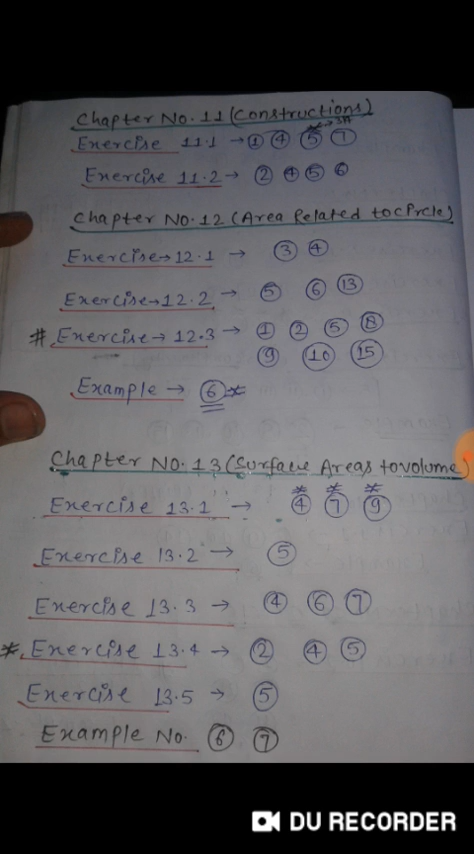 Chapter No. 11 (Constructions)
Exercise 11.1 → ① ④ ⑤ ⑦
Exercise 11.2 → ② ④ ⑤ ⑥
Chapter No. 12 (Area Related to Circle)
Exercise → 12.1 → ③ ④
Exercise → 12.2 → ⑤ ⑥ ⑬
# Exercise → 12.3 → ① ② ⑤ ⑧
⑨ ⑩ ⑮
Example → ⑥*
Chapter No. 13 (Surface Areas to volume)
* * *
Exercise 13.1 → ④ ⑦ ⑨
Exercise 13.2 → ⑤
Exercise 13.3 → ④ ⑥ ⑦
* Exercise 13.4 → ② ④ ⑤
Exercise 13.5 → ⑤
Example No. ⑥ ⑦
DU RECORDER